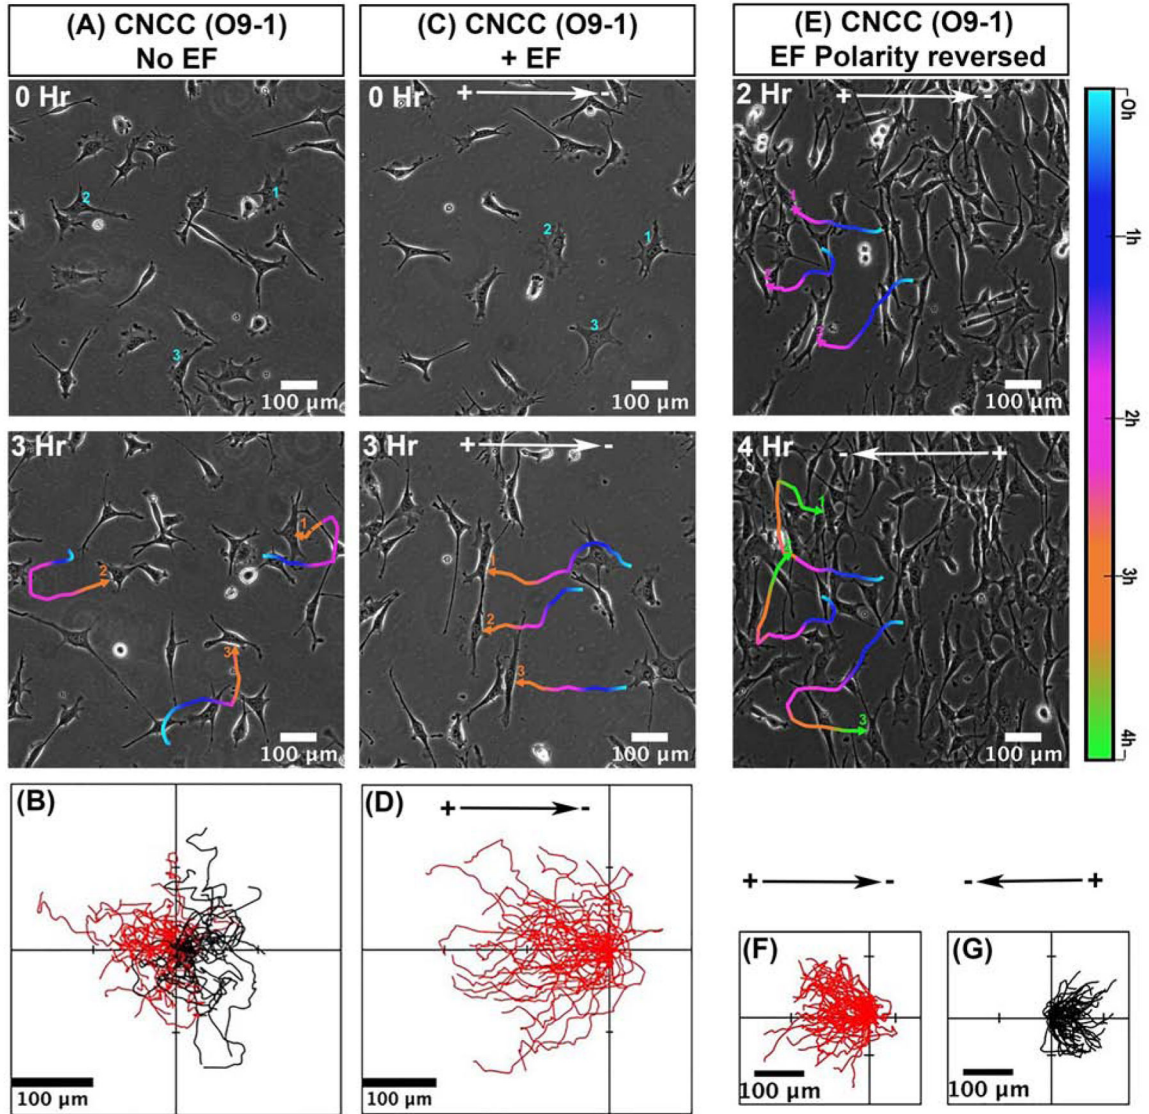 (A) CNCC (O9-1)
No EF
(C) CNCC (O9-1)
+ EF
(E) CNCC (O9-1)
EF Polarity reversed
0 Hr
1
2
3
100 µm
0 Hr
+ -
1
2
3
100 µm
2 Hr
+ -
1
2
3
100 µm
0h
1h
2h
3h
4h
3 Hr
1
2
3
100 µm
3 Hr
+ -
1
2
3
100 µm
4 Hr
- +
1
2
3
100 µm
(B)
100 µm
(D)
+ -
100 µm
+ -
(F)
100 µm
- +
(G)
100 µm